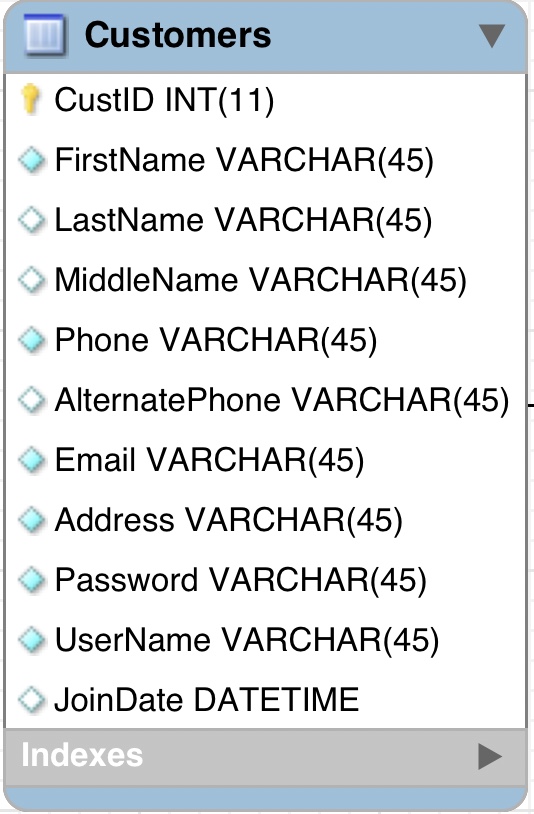 Customers
CustID INT(11)
FirstName VARCHAR(45)
LastName VARCHAR(45)
MiddleName VARCHAR(45)
Phone VARCHAR(45)
AlternatePhone VARCHAR(45)
Email VARCHAR(45)
Address VARCHAR(45)
Password VARCHAR(45)
UserName VARCHAR(45)
JoinDate DATETIME
Indexes